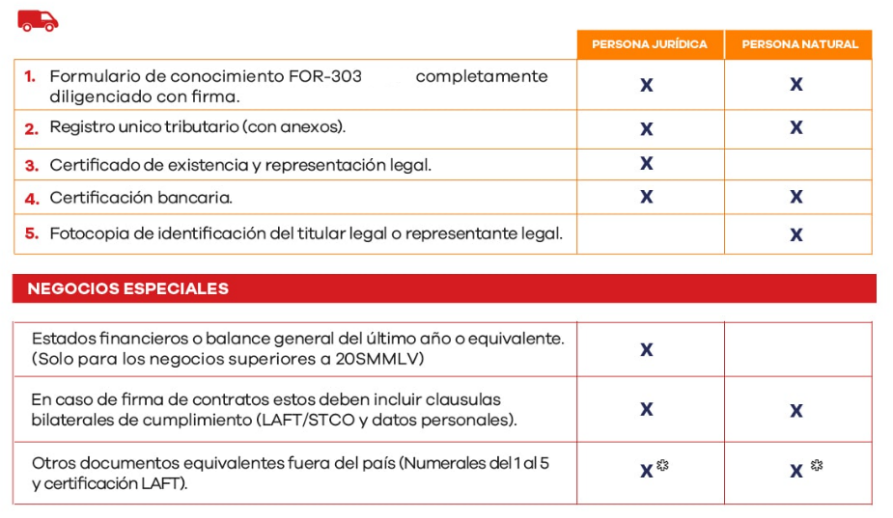 PERSONA JURÍDICA PERSONA NATURAL
1. Formulario de conocimiento FOR-303 completamente
diligenciado con firma. X X
2. Registro unico tributario (con anexos). X X
3. Certificado de existencia y representación legal. X
4. Certificación bancaria. X X
5. Fotocopia de identificación del titular legal o representante legal. X
NEGOCIOS ESPECIALES
Estados financieros o balance general del último año o equivalente.
(Solo para los negocios superiores a 20SMMLV) X
En caso de firma de contratos estos deben incluir clausulas
bilaterales de cumplimiento (LAFT/STCO y datos personales). X X
Otros documentos equivalentes fuera del país (Numerales del 1 al 5
y certificación LAFT). X* X*